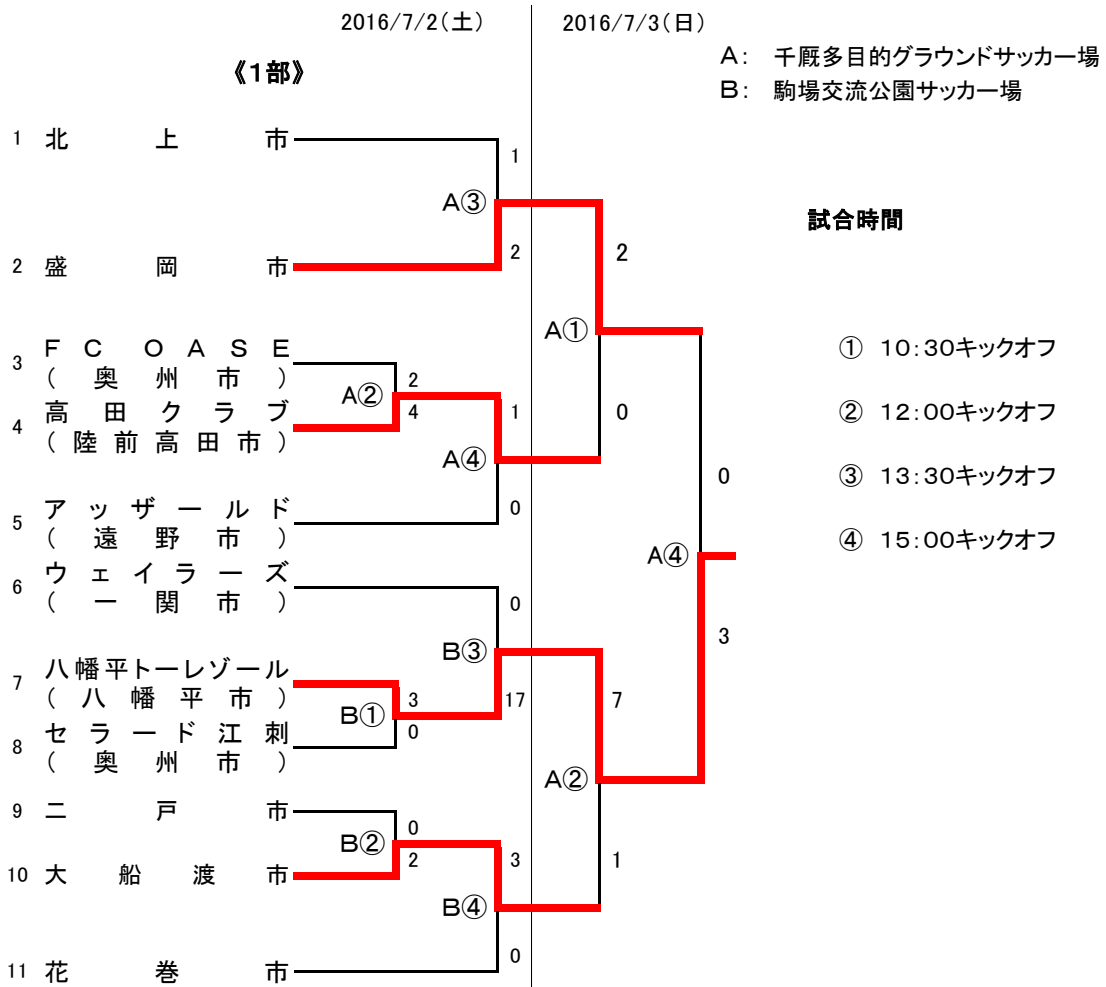 2016/7/2(土) 2016/7/3(日)
A： 千厩多目的グラウンドサッカー場
《1部》
B： 駒場交流公園サッカー場
1 北上市
1
A③
試合時間
2 盛岡市
2
2
A①
① 10：30キックオフ
3 FC OASE
(奥州市)
2
A②
4 高田クラブ
(陸前高田市)
4
1
0
② 12：00キックオフ
A④
③ 13：30キックオフ
0
5 アッザールド
(遠野市)
0
④ 15：00キックオフ
A④
6 ウェイラーズ
(一関市)
0
3
B③
7 八幡平トーレゾール
(八幡平市)
3
17
7
B①
0
8 セラード江刺
(奥州市)
A②
9 二戸市
0
B②
2
3
1
10 大船渡市
B④
0
11 花巻市